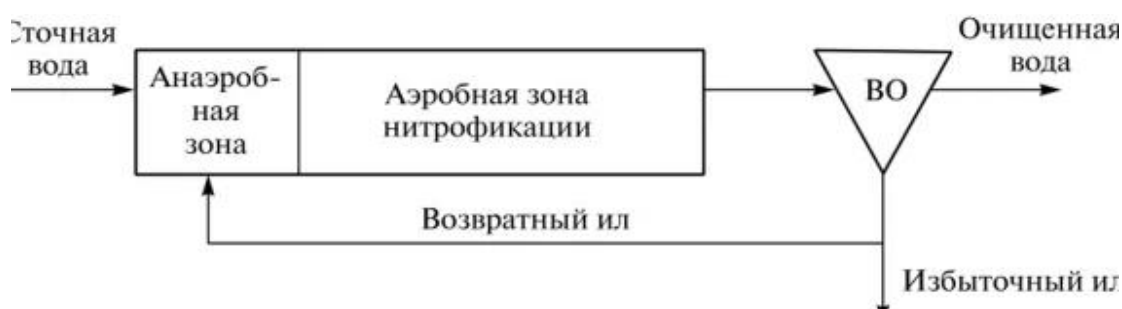 Сточная
вода
Анаэроб-
ная
зона
Аэробная зона
нитрофикации
ВО
Очищенная
вода
Возвратный ил
Избыточный ил